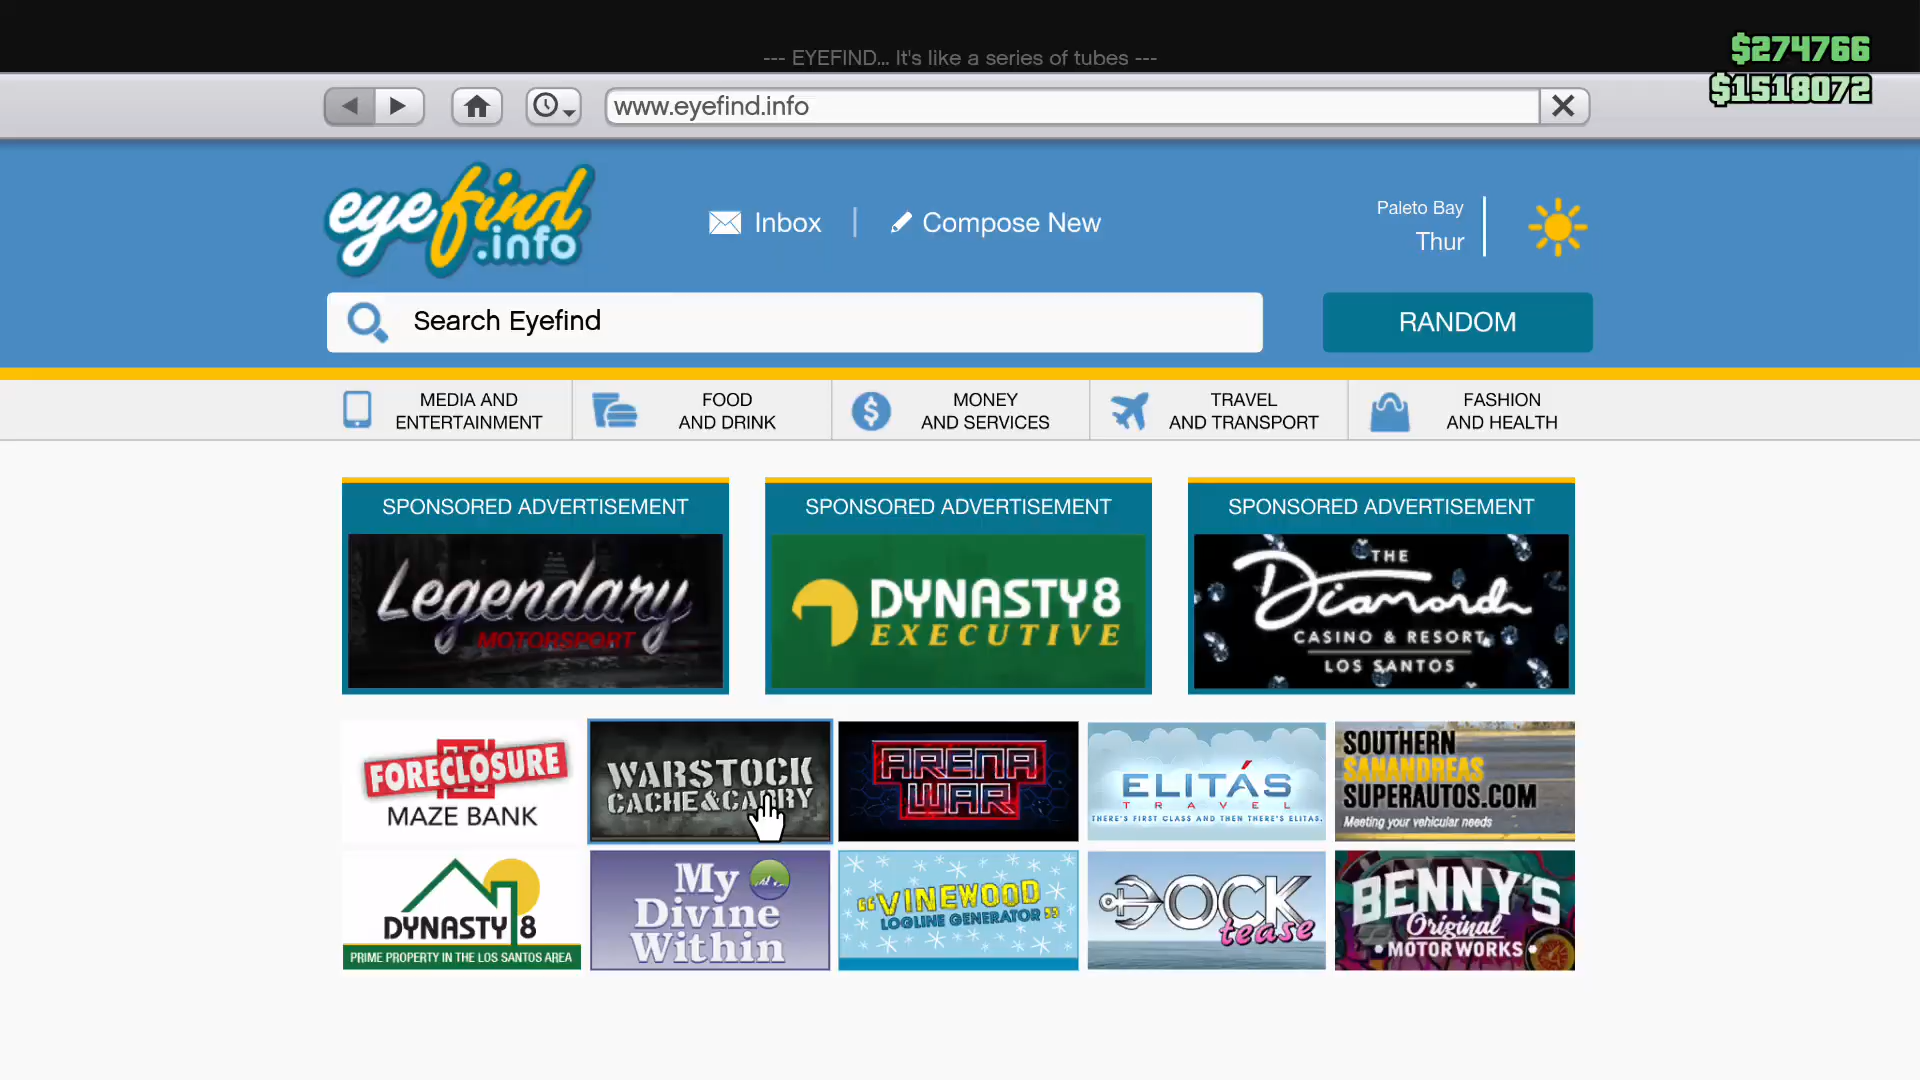 --- EYEFIND... It's like a series of tubes ---
$274766
$1518072
www.eyefind.info
eyefind
.info
Inbox
Compose New
Paleto Bay
Thur
Search Eyefind
RANDOM
MEDIA AND
ENTERTAINMENT
FOOD
AND DRINK
MONEY
AND SERVICES
TRAVEL
AND TRANSPORT
FASHION
AND HEALTH
SPONSORED ADVERTISEMENT
Legendary
MOTORSPORT
SPONSORED ADVERTISEMENT
DYNASTY8
EXECUTIVE
SPONSORED ADVERTISEMENT
THE
Diamond
CASINO & RESORT
LOS SANTOS
FORECLOSURE
MAZE BANK
WARSTOCK
CACHE&CARRY
ARENA
WAR
ELITÁS
TRAVEL
THERE'S FIRST CLASS AND THEN THERE'S ELITAS.
SOUTHERN
SANANDREAS
SUPERAUTOS.COM
Meeting your vehicular needs
DYNASTY 8
PRIME PROPERTY IN THE LOS SANTOS AREA
My
Divine
Within
"VINEWOOD
LOGLINE GENERATOR"
DOCK
tease
BENNY'S
Original
MOTOR WORKS